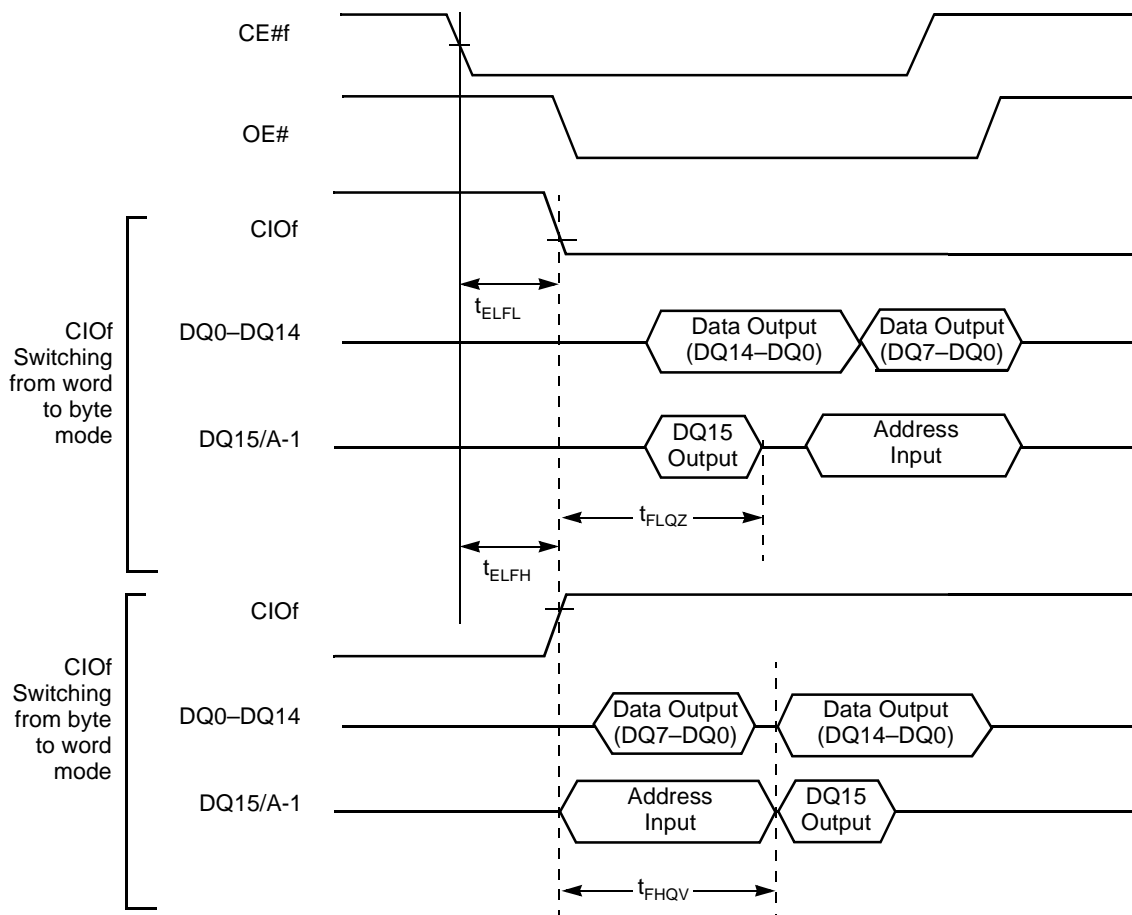 CE#f
OE#
CIOf
tELFL
CIOf
Switching
from word
to byte
mode
DQ0–DQ14
Data Output
(DQ14–DQ0)
Data Output
(DQ7–DQ0)
DQ15/A-1
DQ15
Output
Address
Input
tFLQZ
tELFH
CIOf
CIOf
Switching
from byte
to word
mode
DQ0–DQ14
Data Output
(DQ7–DQ0)
Data Output
(DQ14–DQ0)
DQ15/A-1
Address
Input
DQ15
Output
tFHQV